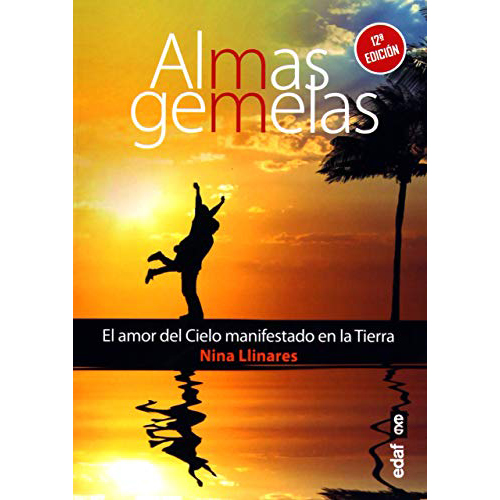 Almas
gemelas
12ª
EDICIÓN
El amor del Cielo manifestado en la Tierra
Nina Llinares
edaf